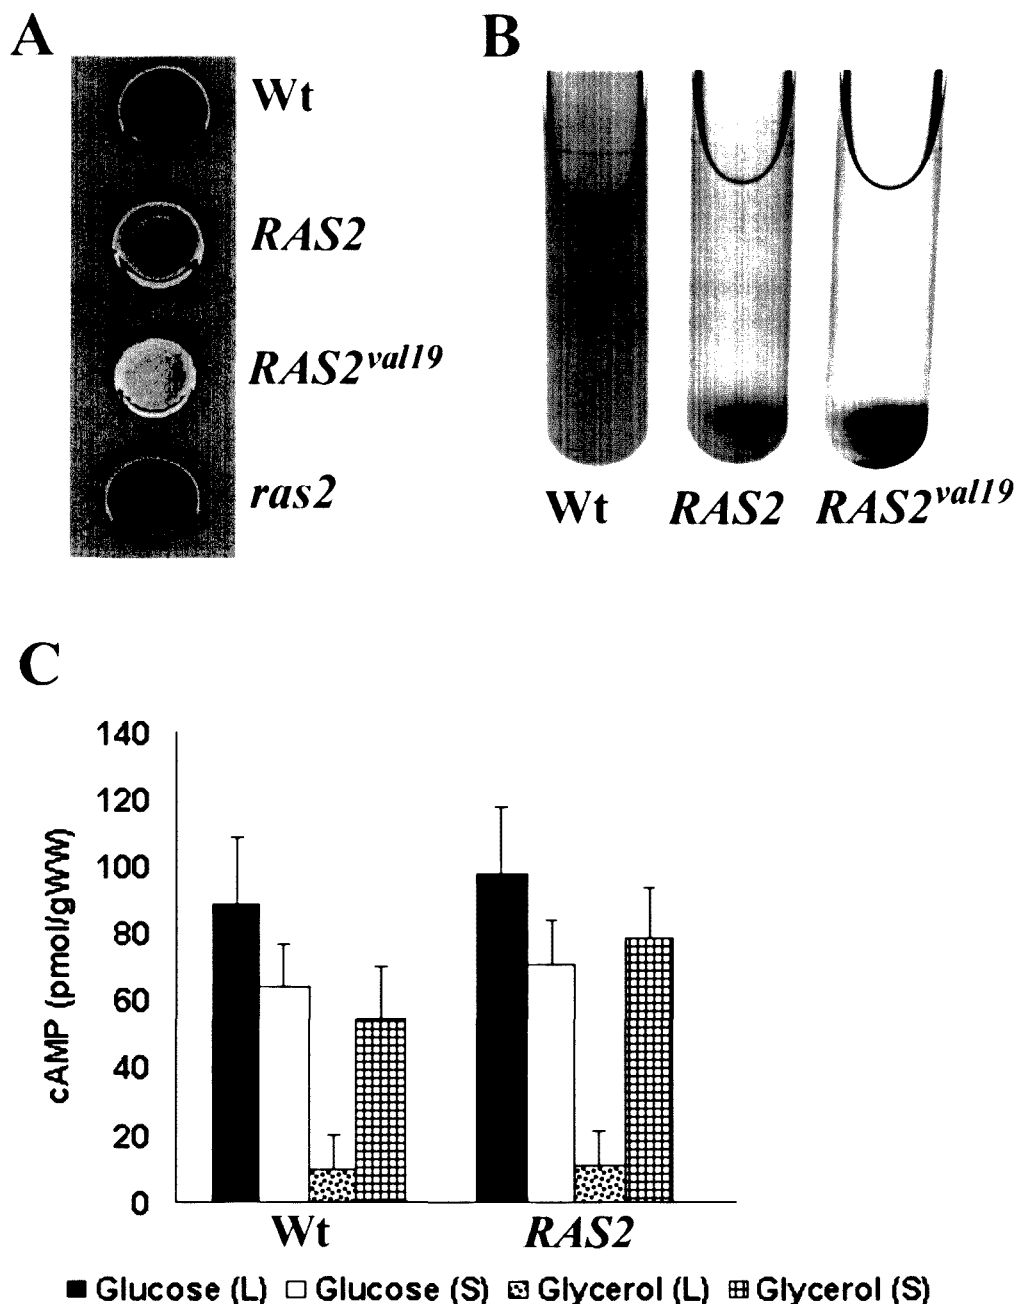 A
B
Wt
RAS2
RAS2val19
ras2
Wt
RAS2
RAS2val19
C
140
120
100
80
60
40
20
0
cAMP (pmol/gWW)
Wt
RAS2
Glucose (L) Glucose (S) Glycerol (L) Glycerol (S)